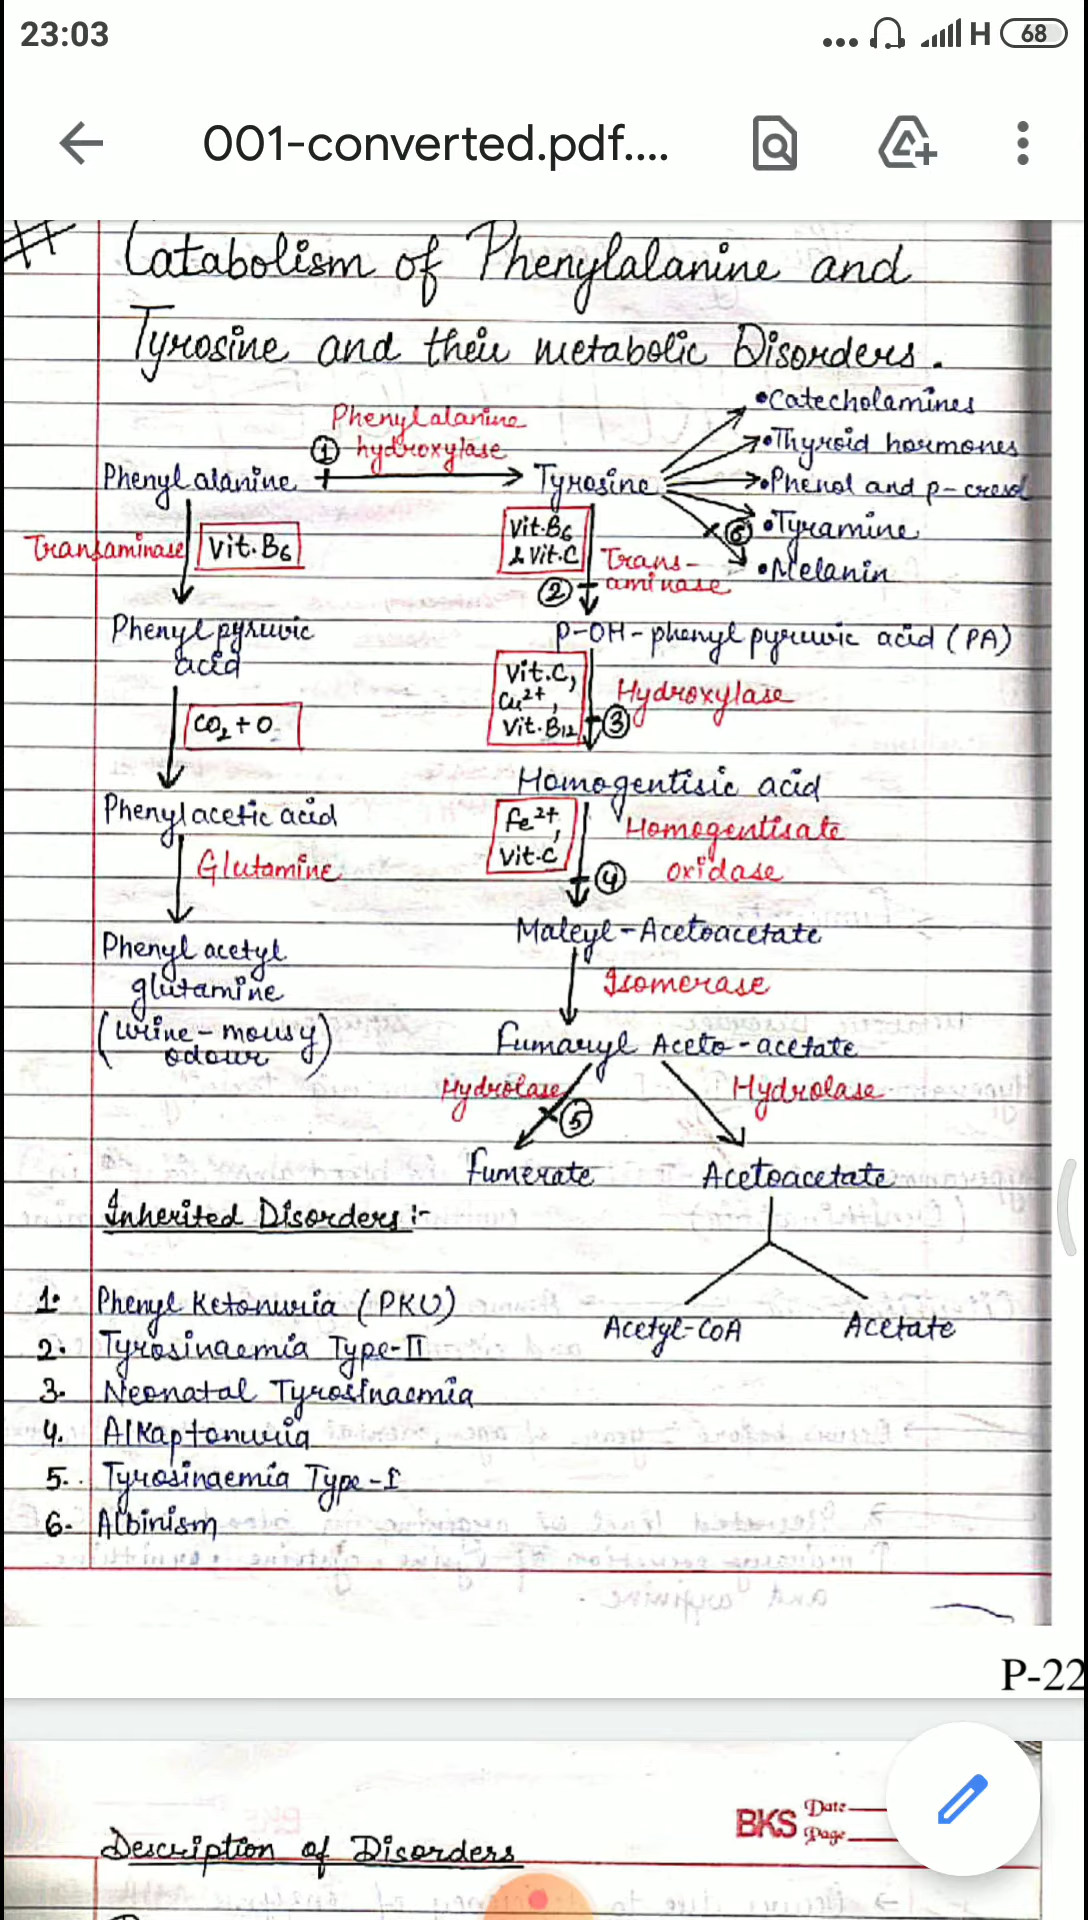 23:03
... H 68
001-converted.pdf....
# Catabolism of Phenylalanine and
Tyrosine and their metabolic Disorders.
Phenylalanine
① hydroxylase
Phenyl alanine
Tyrosine
•Catecholamines
•Thyroid hormones
•Phenol and p-cresol
⑥ •Tyramine
•Melanin
Transaminase
Vit.B6
Vit.B6
& Vit.C
②
Trans-
aminase
Phenyl pyruvic
acid
P-OH-phenyl pyruvic acid (PA)
CO2 + O
Vit.C,
Cu2+,
Vit.B12
Hydroxylase
③
Phenylacetic acid
Homogentisic acid
Glutamine
Fe2+,
Vit.C
Homogentisate
oxidase
④
Phenyl acetyl
glutamine
(urine-mousy
odour)
Maleyl-Acetoacetate
Isomerase
Fumaryl Aceto-acetate
Hydrolase
⑤
Hydrolase
Fumerate
Acetoacetate
Acetyl-CoA
Acetate
Inherited Disorders :-
1. Phenyl Ketonuria (PKU)
2. Tyrosinaemia Type-II
3. Neonatal Tyrosinaemia
4. Alkaptonuria
5. Tyrosinaemia Type-I
6. Albinism
P-22
BKS Date
Page
Description of Disorders